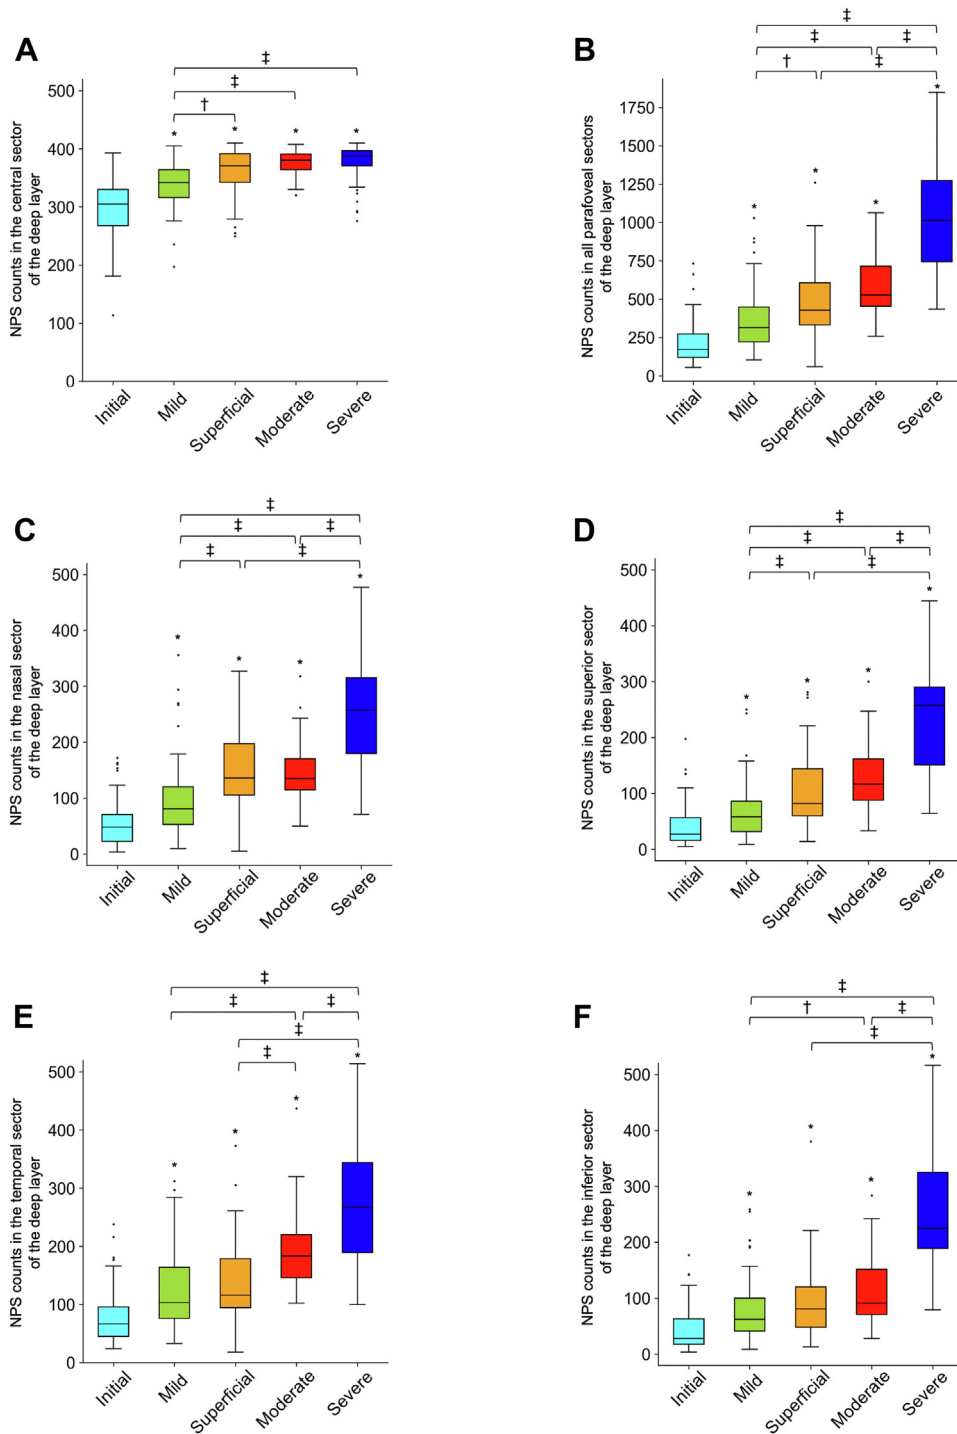 A
‡
‡
†
NPS counts in the central sector
of the deep layer
500
400
300
200
100
0
* * * *
Initial Mild Superficial Moderate Severe
B
‡
‡ ‡
† ‡
NPS counts in all parafoveal sectors
of the deep layer
1750
1500
1250
1000
750
500
250
0
* * * *
Initial Mild Superficial Moderate Severe
C
‡
‡ ‡
‡ ‡
NPS counts in the nasal sector
of the deep layer
500
400
300
200
100
0
* * * *
Initial Mild Superficial Moderate Severe
D
‡
‡ ‡
‡ ‡
NPS counts in the superior sector
of the deep layer
500
400
300
200
100
0
* * * *
Initial Mild Superficial Moderate Severe
E
‡
‡ ‡
‡
‡
NPS counts in the temporal sector
of the deep layer
500
400
300
200
100
0
* * * *
Initial Mild Superficial Moderate Severe
F
‡
† ‡
‡
NPS counts in the inferior sector
of the deep layer
500
400
300
200
100
0
* * * *
Initial Mild Superficial Moderate Severe